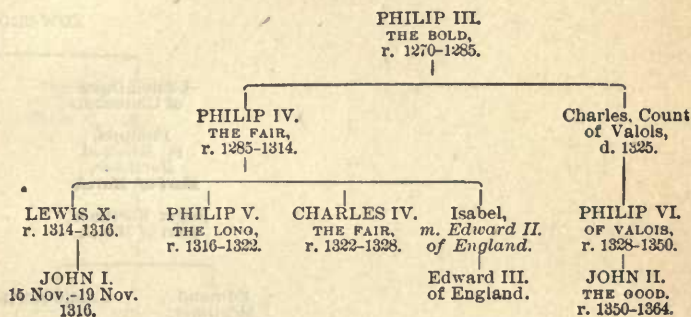 PHILIP III.
THE BOLD,
r. 1270-1285.
PHILIP IV.
THE FAIR,
r. 1285-1314.
Charles, Count
of Valois,
d. 1325.
LEWIS X.
r. 1314-1316.
PHILIP V.
THE LONG,
r. 1316-1322.
CHARLES IV.
THE FAIR,
r. 1322-1328.
Isabel,
m. Edward II.
of England.
PHILIP VI.
OF VALOIS,
r. 1328-1350.
JOHN I.
15 Nov.-19 Nov.
1316.
Edward III.
of England.
JOHN II.
THE GOOD.
r. 1350-1364.